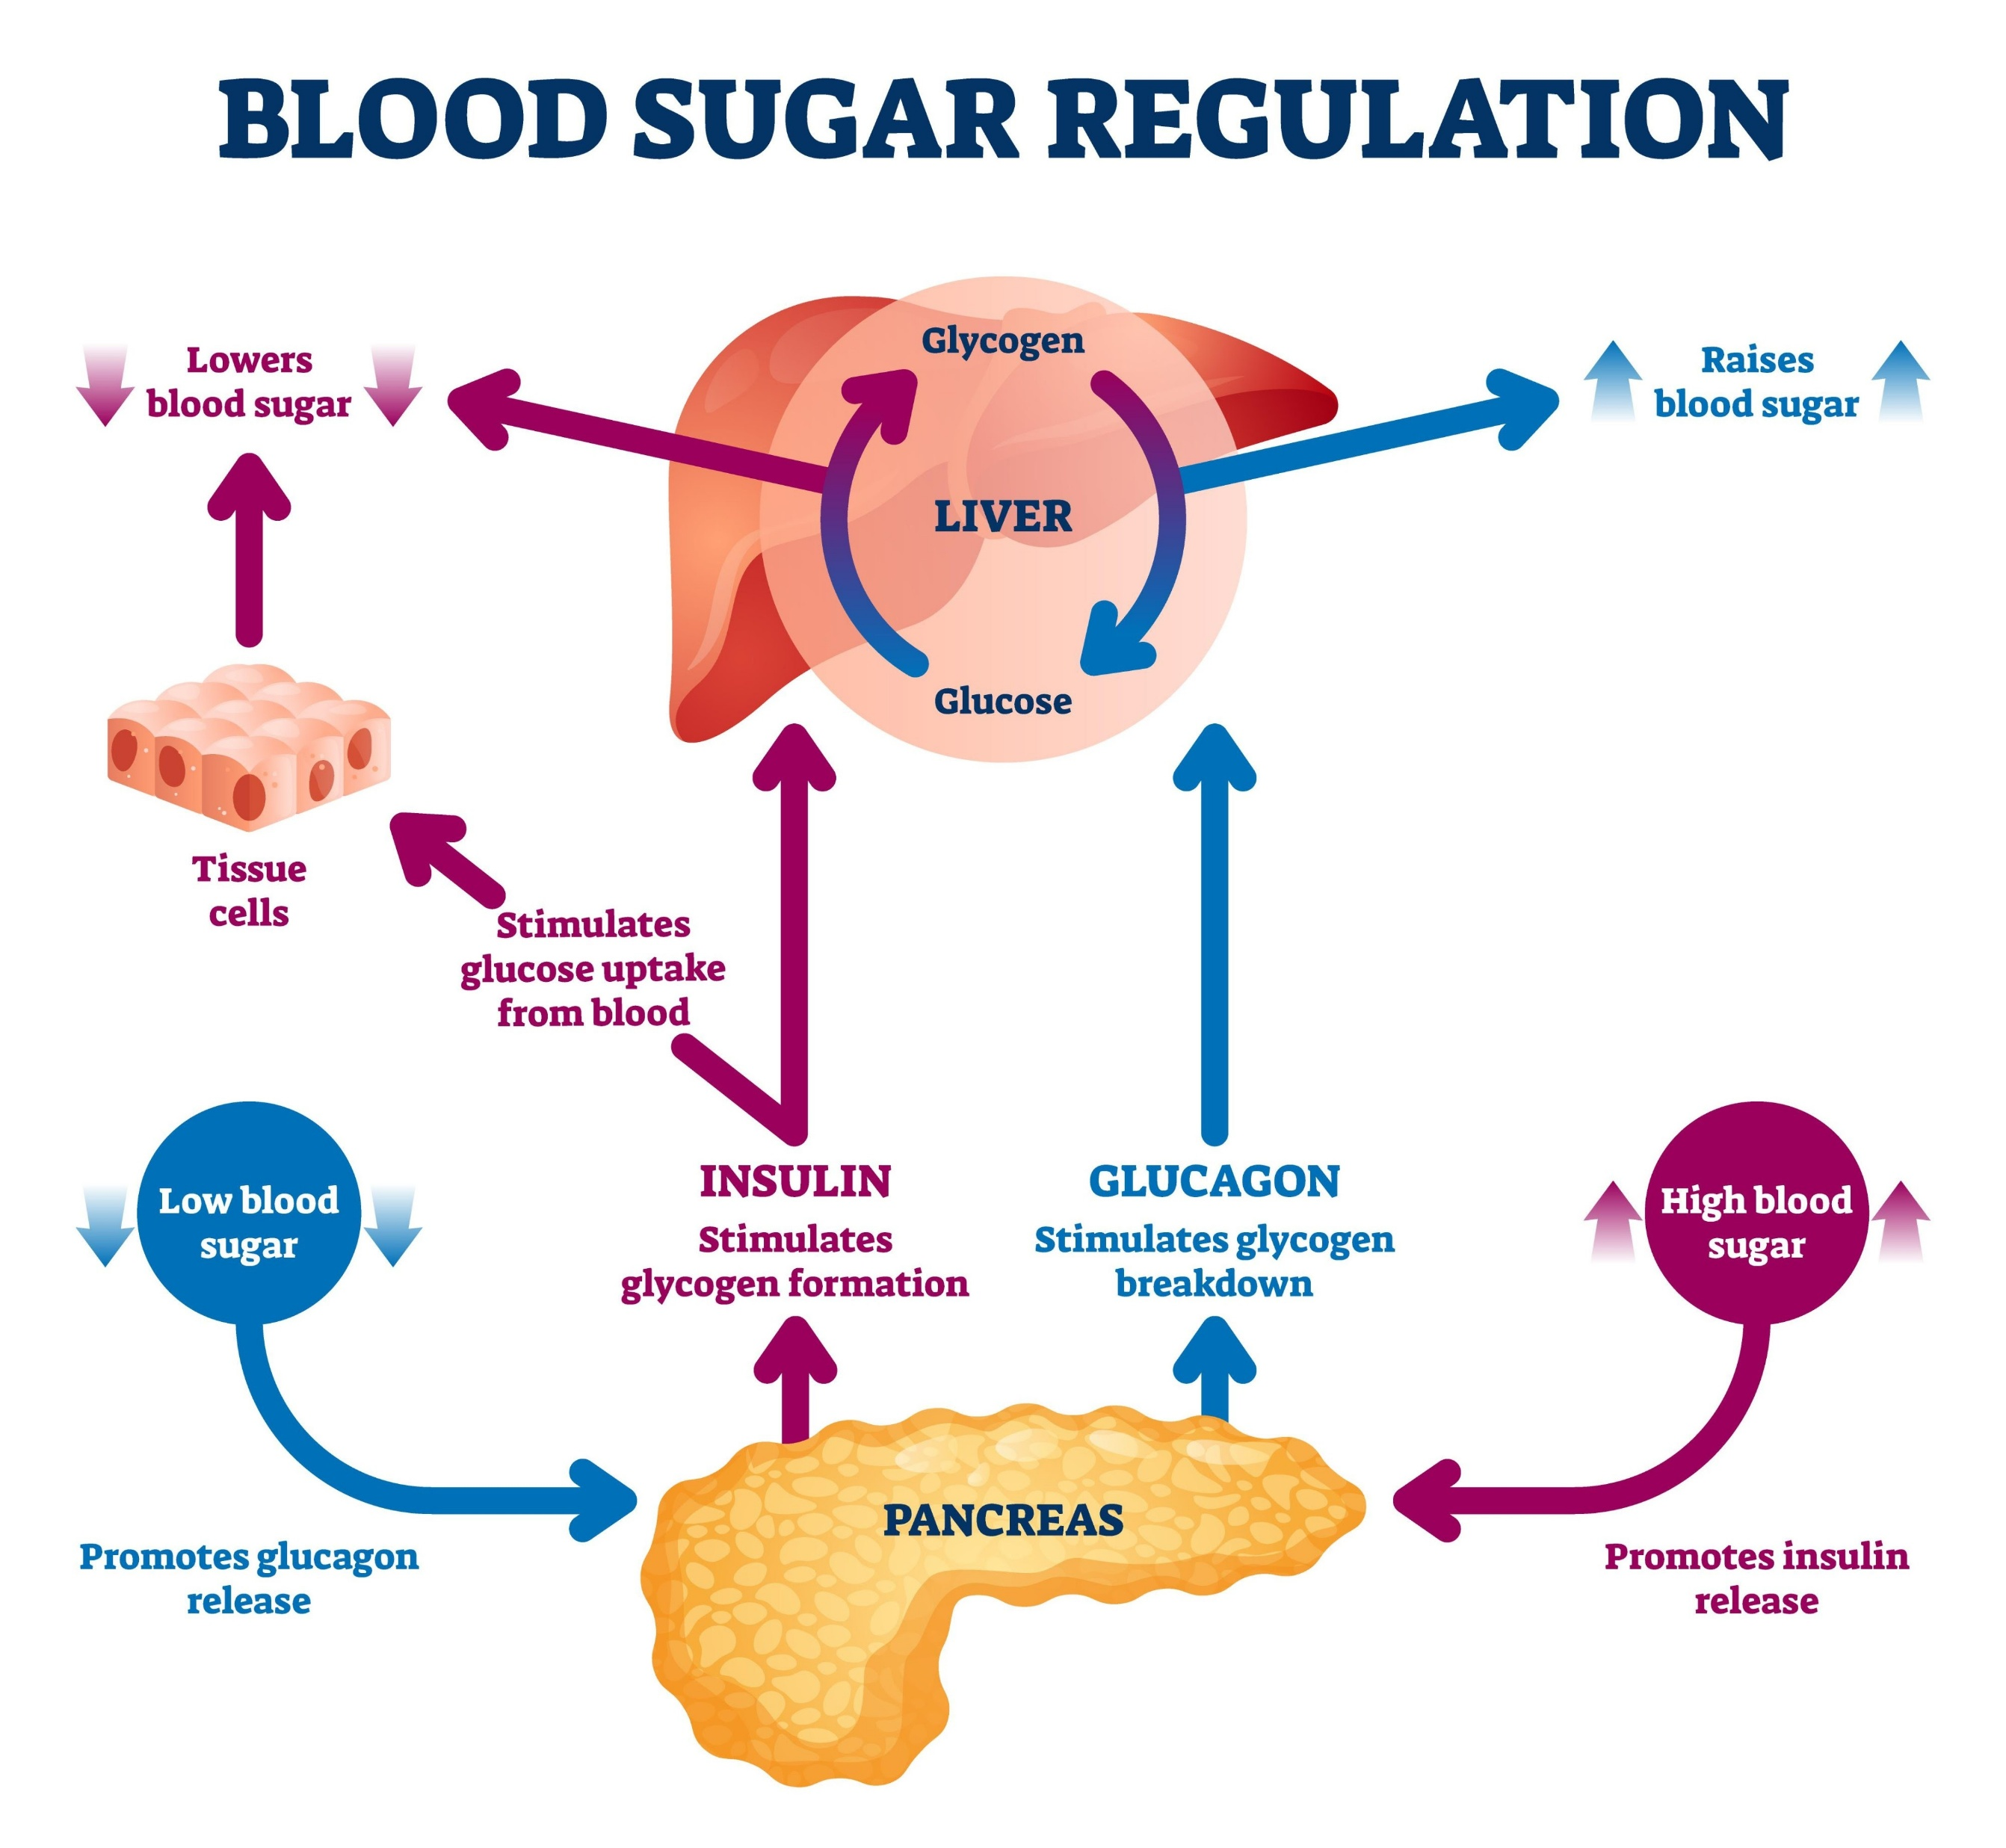 BLOOD SUGAR REGULATION
Glycogen
LIVER
Glucose
Lowers
blood sugar
Raises
blood sugar
Tissue
cells
Stimulates
glucose uptake
from blood
Low blood
sugar
INSULIN
Stimulates
glycogen formation
GLUCAGON
Stimulates glycogen
breakdown
High blood
sugar
PANCREAS
Promotes glucagon
release
Promotes insulin
release